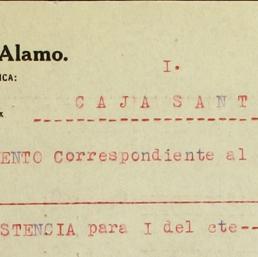 Alamo.
I.
ICA:
C A J A S A N T
x
ENTO Correspondiente al
STENCIA para I del cte--